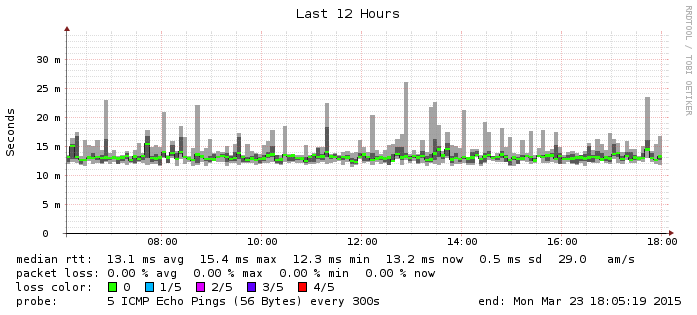 Last 12 Hours
RRDTOOL / TOBI OETIKER
Seconds
30 m
25 m
20 m
15 m
10 m
5 m
0
08:00 10:00 12:00 14:00 16:00 18:00
median rtt: 13.1 ms avg 15.4 ms max 12.3 ms min 13.2 ms now 0.5 ms sd 29.0 am/s
packet loss: 0.00 % avg 0.00 % max 0.00 % min 0.00 % now
loss color: 0 1/5 2/5 3/5 4/5
probe: 5 ICMP Echo Pings (56 Bytes) every 300s end: Mon Mar 23 18:05:19 2015